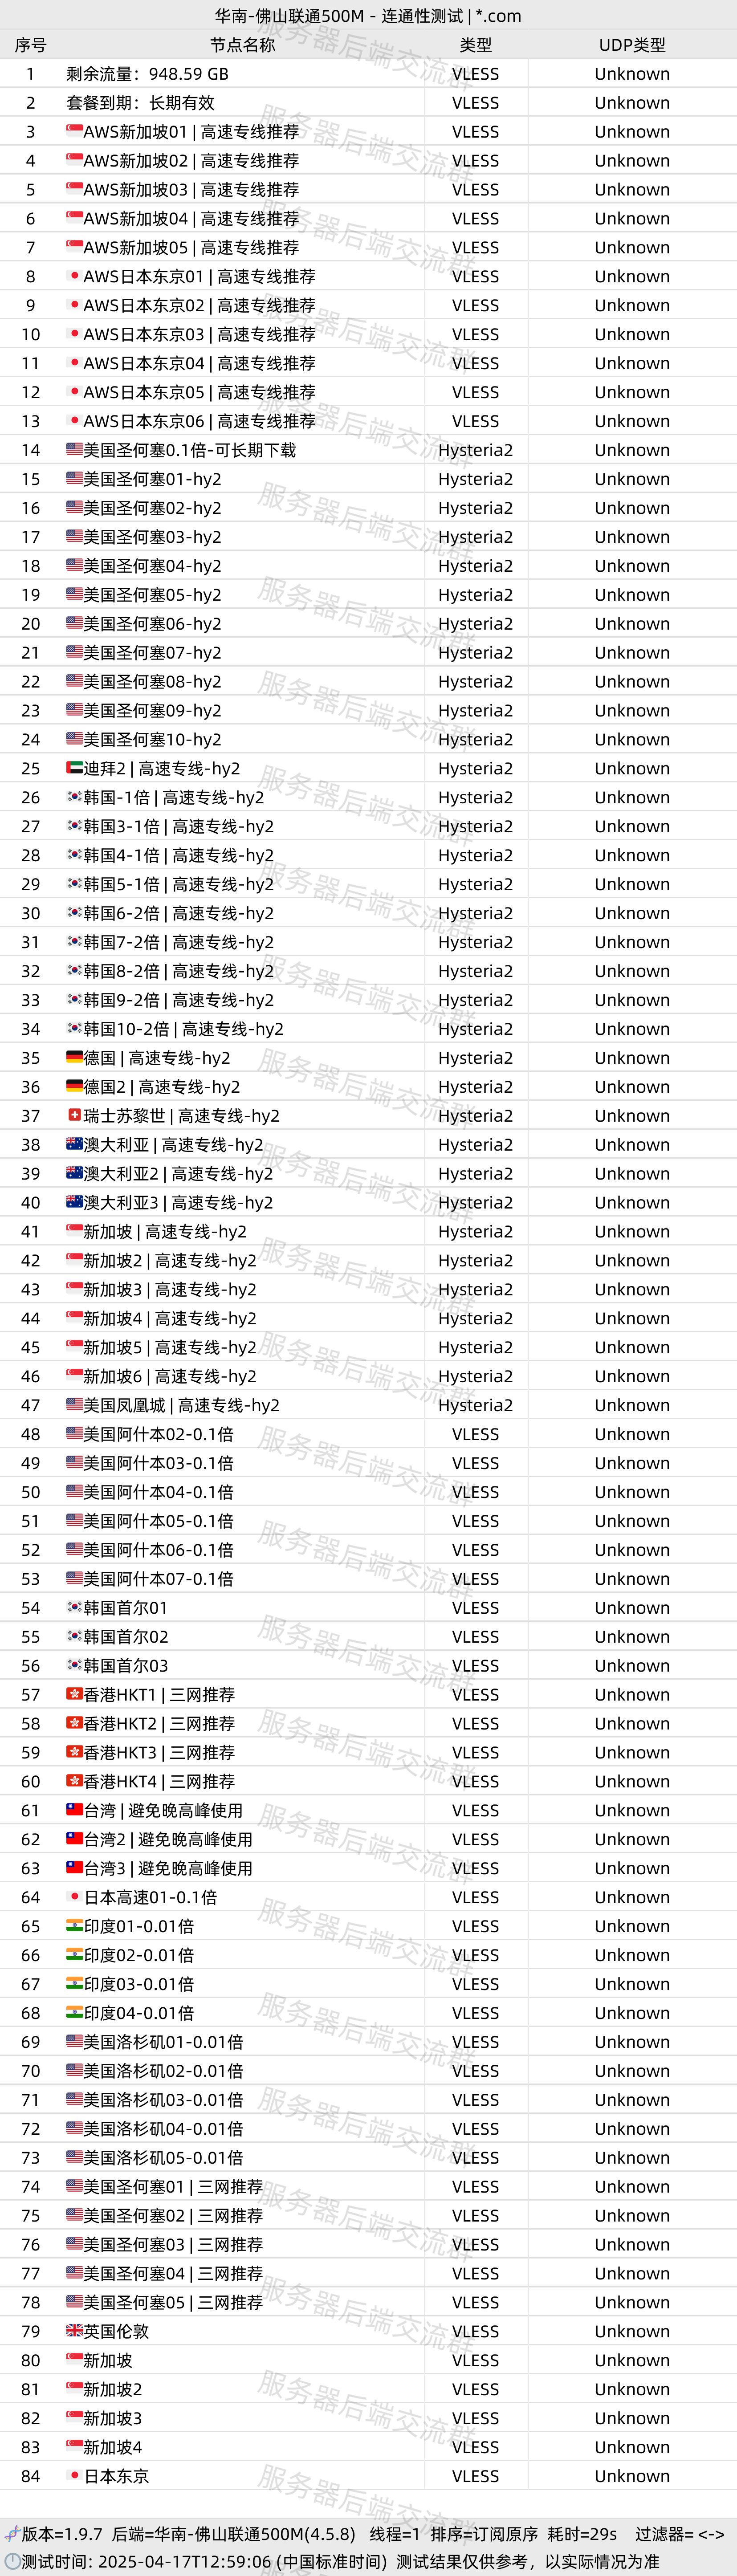 华南-佛山联通500M - 连通性测试 | *.com
序号 节点名称 类型 UDP类型
1 剩余流量：948.59 GB VLESS Unknown
2 套餐到期：长期有效 VLESS Unknown
3 🇸🇬AWS新加坡01 | 高速专线推荐 VLESS Unknown
4 🇸🇬AWS新加坡02 | 高速专线推荐 VLESS Unknown
5 🇸🇬AWS新加坡03 | 高速专线推荐 VLESS Unknown
6 🇸🇬AWS新加坡04 | 高速专线推荐 VLESS Unknown
7 🇸🇬AWS新加坡05 | 高速专线推荐 VLESS Unknown
8 🇯🇵AWS日本东京01 | 高速专线推荐 VLESS Unknown
9 🇯🇵AWS日本东京02 | 高速专线推荐 VLESS Unknown
10 🇯🇵AWS日本东京03 | 高速专线推荐 VLESS Unknown
11 🇯🇵AWS日本东京04 | 高速专线推荐 VLESS Unknown
12 🇯🇵AWS日本东京05 | 高速专线推荐 VLESS Unknown
13 🇯🇵AWS日本东京06 | 高速专线推荐 VLESS Unknown
14 🇺🇸美国圣何塞0.1倍-可长期下载 Hysteria2 Unknown
15 🇺🇸美国圣何塞01-hy2 Hysteria2 Unknown
16 🇺🇸美国圣何塞02-hy2 Hysteria2 Unknown
17 🇺🇸美国圣何塞03-hy2 Hysteria2 Unknown
18 🇺🇸美国圣何塞04-hy2 Hysteria2 Unknown
19 🇺🇸美国圣何塞05-hy2 Hysteria2 Unknown
20 🇺🇸美国圣何塞06-hy2 Hysteria2 Unknown
21 🇺🇸美国圣何塞07-hy2 Hysteria2 Unknown
22 🇺🇸美国圣何塞08-hy2 Hysteria2 Unknown
23 🇺🇸美国圣何塞09-hy2 Hysteria2 Unknown
24 🇺🇸美国圣何塞10-hy2 Hysteria2 Unknown
25 🇦🇪迪拜2 | 高速专线-hy2 Hysteria2 Unknown
26 🇰🇷韩国-1倍 | 高速专线-hy2 Hysteria2 Unknown
27 🇰🇷韩国3-1倍 | 高速专线-hy2 Hysteria2 Unknown
28 🇰🇷韩国4-1倍 | 高速专线-hy2 Hysteria2 Unknown
29 🇰🇷韩国5-1倍 | 高速专线-hy2 Hysteria2 Unknown
30 🇰🇷韩国6-2倍 | 高速专线-hy2 Hysteria2 Unknown
31 🇰🇷韩国7-2倍 | 高速专线-hy2 Hysteria2 Unknown
32 🇰🇷韩国8-2倍 | 高速专线-hy2 Hysteria2 Unknown
33 🇰🇷韩国9-2倍 | 高速专线-hy2 Hysteria2 Unknown
34 🇰🇷韩国10-2倍 | 高速专线-hy2 Hysteria2 Unknown
35 🇩🇪德国 | 高速专线-hy2 Hysteria2 Unknown
36 🇩🇪德国2 | 高速专线-hy2 Hysteria2 Unknown
37 🇨🇭瑞士苏黎世 | 高速专线-hy2 Hysteria2 Unknown
38 🇦🇺澳大利亚 | 高速专线-hy2 Hysteria2 Unknown
39 🇦🇺澳大利亚2 | 高速专线-hy2 Hysteria2 Unknown
40 🇦🇺澳大利亚3 | 高速专线-hy2 Hysteria2 Unknown
41 🇸🇬新加坡 | 高速专线-hy2 Hysteria2 Unknown
42 🇸🇬新加坡2 | 高速专线-hy2 Hysteria2 Unknown
43 🇸🇬新加坡3 | 高速专线-hy2 Hysteria2 Unknown
44 🇸🇬新加坡4 | 高速专线-hy2 Hysteria2 Unknown
45 🇸🇬新加坡5 | 高速专线-hy2 Hysteria2 Unknown
46 🇸🇬新加坡6 | 高速专线-hy2 Hysteria2 Unknown
47 🇺🇸美国凤凰城 | 高速专线-hy2 Hysteria2 Unknown
48 🇺🇸美国阿什本02-0.1倍 VLESS Unknown
49 🇺🇸美国阿什本03-0.1倍 VLESS Unknown
50 🇺🇸美国阿什本04-0.1倍 VLESS Unknown
51 🇺🇸美国阿什本05-0.1倍 VLESS Unknown
52 🇺🇸美国阿什本06-0.1倍 VLESS Unknown
53 🇺🇸美国阿什本07-0.1倍 VLESS Unknown
54 🇰🇷韩国首尔01 VLESS Unknown
55 🇰🇷韩国首尔02 VLESS Unknown
56 🇰🇷韩国首尔03 VLESS Unknown
57 🇭🇰香港HKT1 | 三网推荐 VLESS Unknown
58 🇭🇰香港HKT2 | 三网推荐 VLESS Unknown
59 🇭🇰香港HKT3 | 三网推荐 VLESS Unknown
60 🇭🇰香港HKT4 | 三网推荐 VLESS Unknown
61 🇹🇼台湾 | 避免晚高峰使用 VLESS Unknown
62 🇹🇼台湾2 | 避免晚高峰使用 VLESS Unknown
63 🇹🇼台湾3 | 避免晚高峰使用 VLESS Unknown
64 🇯🇵日本高速01-0.1倍 VLESS Unknown
65 🇮🇳印度01-0.01倍 VLESS Unknown
66 🇮🇳印度02-0.01倍 VLESS Unknown
67 🇮🇳印度03-0.01倍 VLESS Unknown
68 🇮🇳印度04-0.01倍 VLESS Unknown
69 🇺🇸美国洛杉矶01-0.01倍 VLESS Unknown
70 🇺🇸美国洛杉矶02-0.01倍 VLESS Unknown
71 🇺🇸美国洛杉矶03-0.01倍 VLESS Unknown
72 🇺🇸美国洛杉矶04-0.01倍 VLESS Unknown
73 🇺🇸美国洛杉矶05-0.01倍 VLESS Unknown
74 🇺🇸美国圣何塞01 | 三网推荐 VLESS Unknown
75 🇺🇸美国圣何塞02 | 三网推荐 VLESS Unknown
76 🇺🇸美国圣何塞03 | 三网推荐 VLESS Unknown
77 🇺🇸美国圣何塞04 | 三网推荐 VLESS Unknown
78 🇺🇸美国圣何塞05 | 三网推荐 VLESS Unknown
79 🇬🇧英国伦敦 VLESS Unknown
80 🇸🇬新加坡 VLESS Unknown
81 🇸🇬新加坡2 VLESS Unknown
82 🇸🇬新加坡3 VLESS Unknown
83 🇸🇬新加坡4 VLESS Unknown
84 🇯🇵日本东京 VLESS Unknown
版本=1.9.7 后端=华南-佛山联通500M(4.5.8) 线程=1 排序=订阅原序 耗时=29s 过滤器= <->
测试时间: 2025-04-17T12:59:06 (中国标准时间) 测试结果仅供参考，以实际情况为准
服务器后端交流群